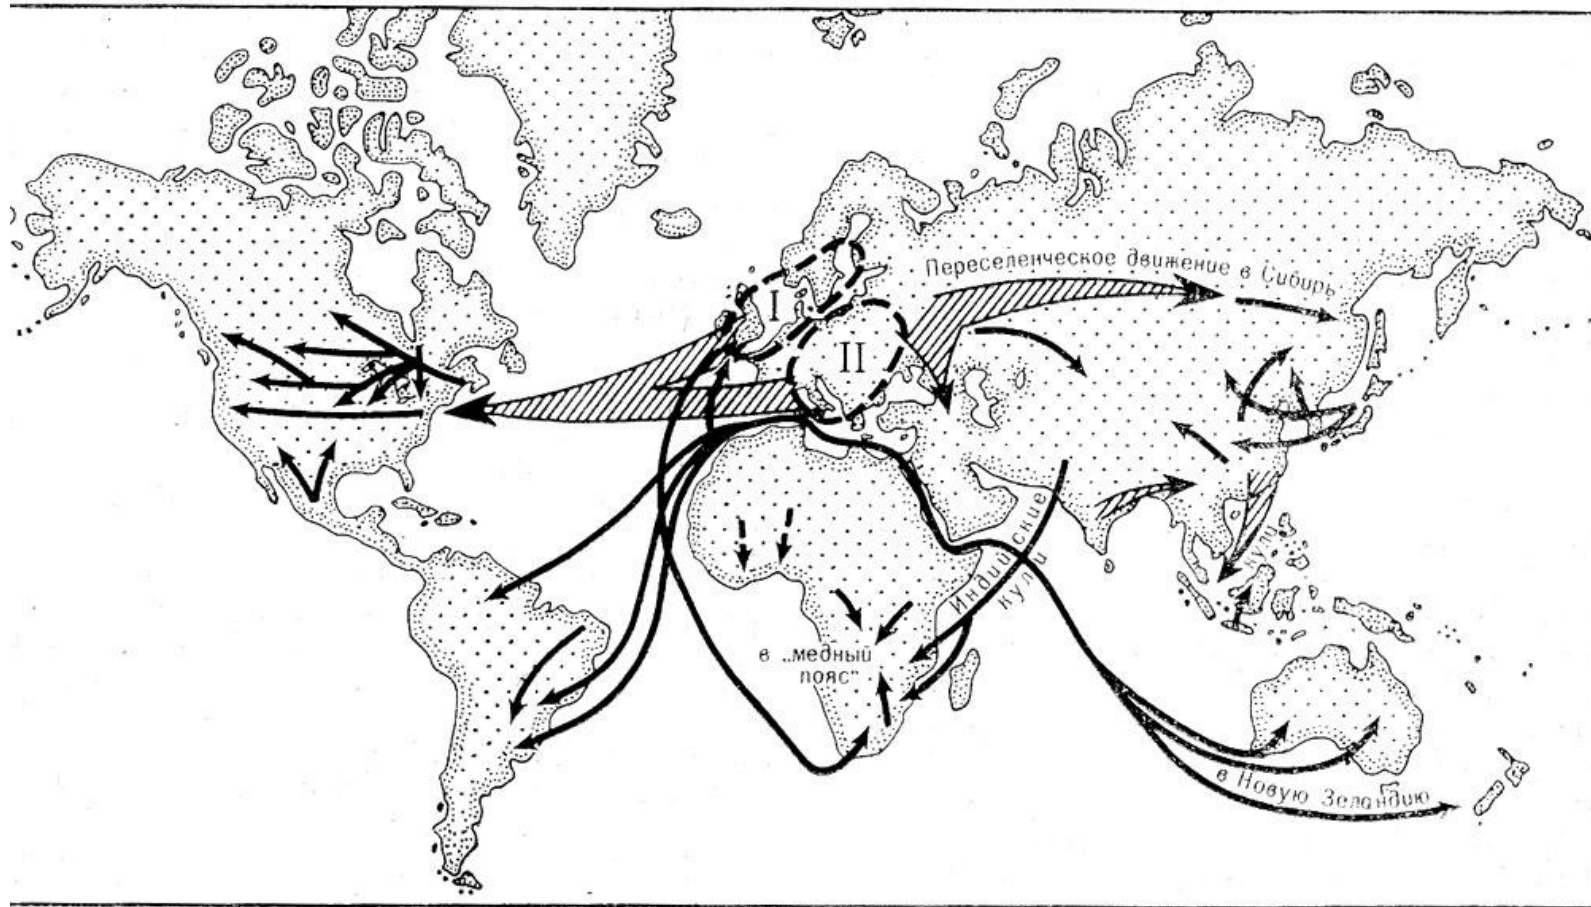 Переселенческое движение в Сибирь
I
II
Индийские
кули
кули
в „медный
пояс"
в Новую Зеландию